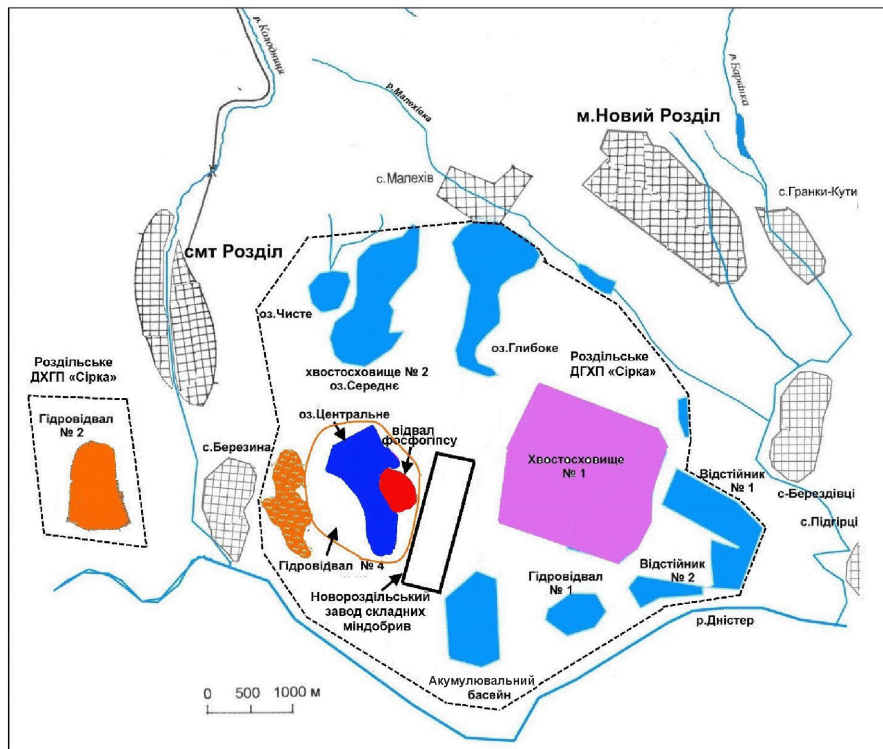 р.Колодниця
р.Малехівка
р.Барвінка
м.Новий Розділ
с.Малехів
с.Гранки-Кути
смт Розділ
оз.Чисте
оз.Глибоке
хвостосховище № 2
оз.Середнє
Роздільське
ДГХП «Сірка»
Роздільське
ДХГП «Сірка»
Гідровідвал
№ 2
оз.Центральне
відвал
фосфогіпсу
с.Березина
Хвостосховище
№ 1
Відстійник
№ 1
с-Берездівці
с.Підгірці
Гідровідвал № 4
Гідровідвал
№ 1
Відстійник
№ 2
Новороздільський
завод складних
міндобрив
р.Дністер
Акумулювальний
басейн
0 500 1000 м